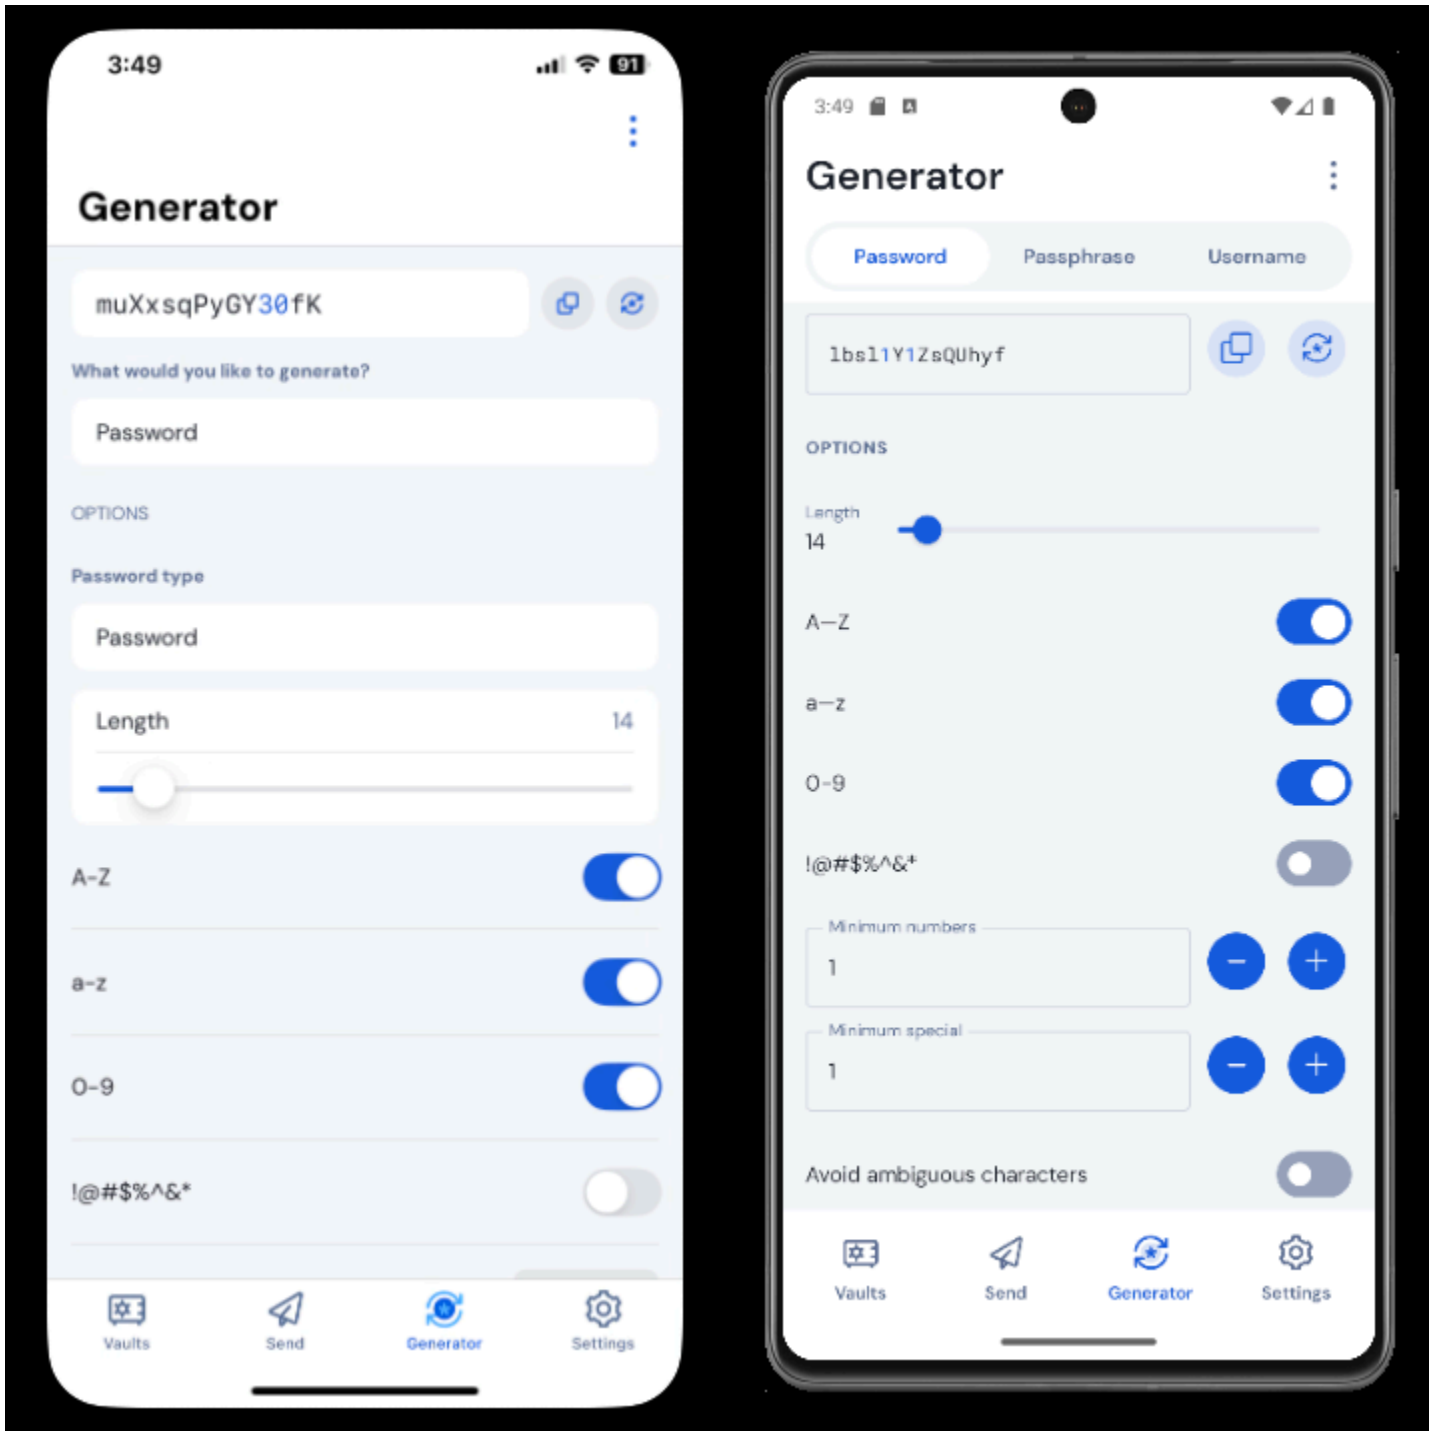 3:49
91
Generator
muXxsqPyGY30fK
What would you like to generate?
Password
OPTIONS
Password type
Password
Length 14
A-Z
a-z
0-9
!@#$%^&*
Vaults Send Generator Settings
3:49
Generator
Password Passphrase Username
lbsl1Y1ZsQUhyf
OPTIONS
Length
14
A—Z
a—z
0-9
!@#$%^&*
Minimum numbers
1
Minimum special
1
Avoid ambiguous characters
Vaults Send Generator Settings